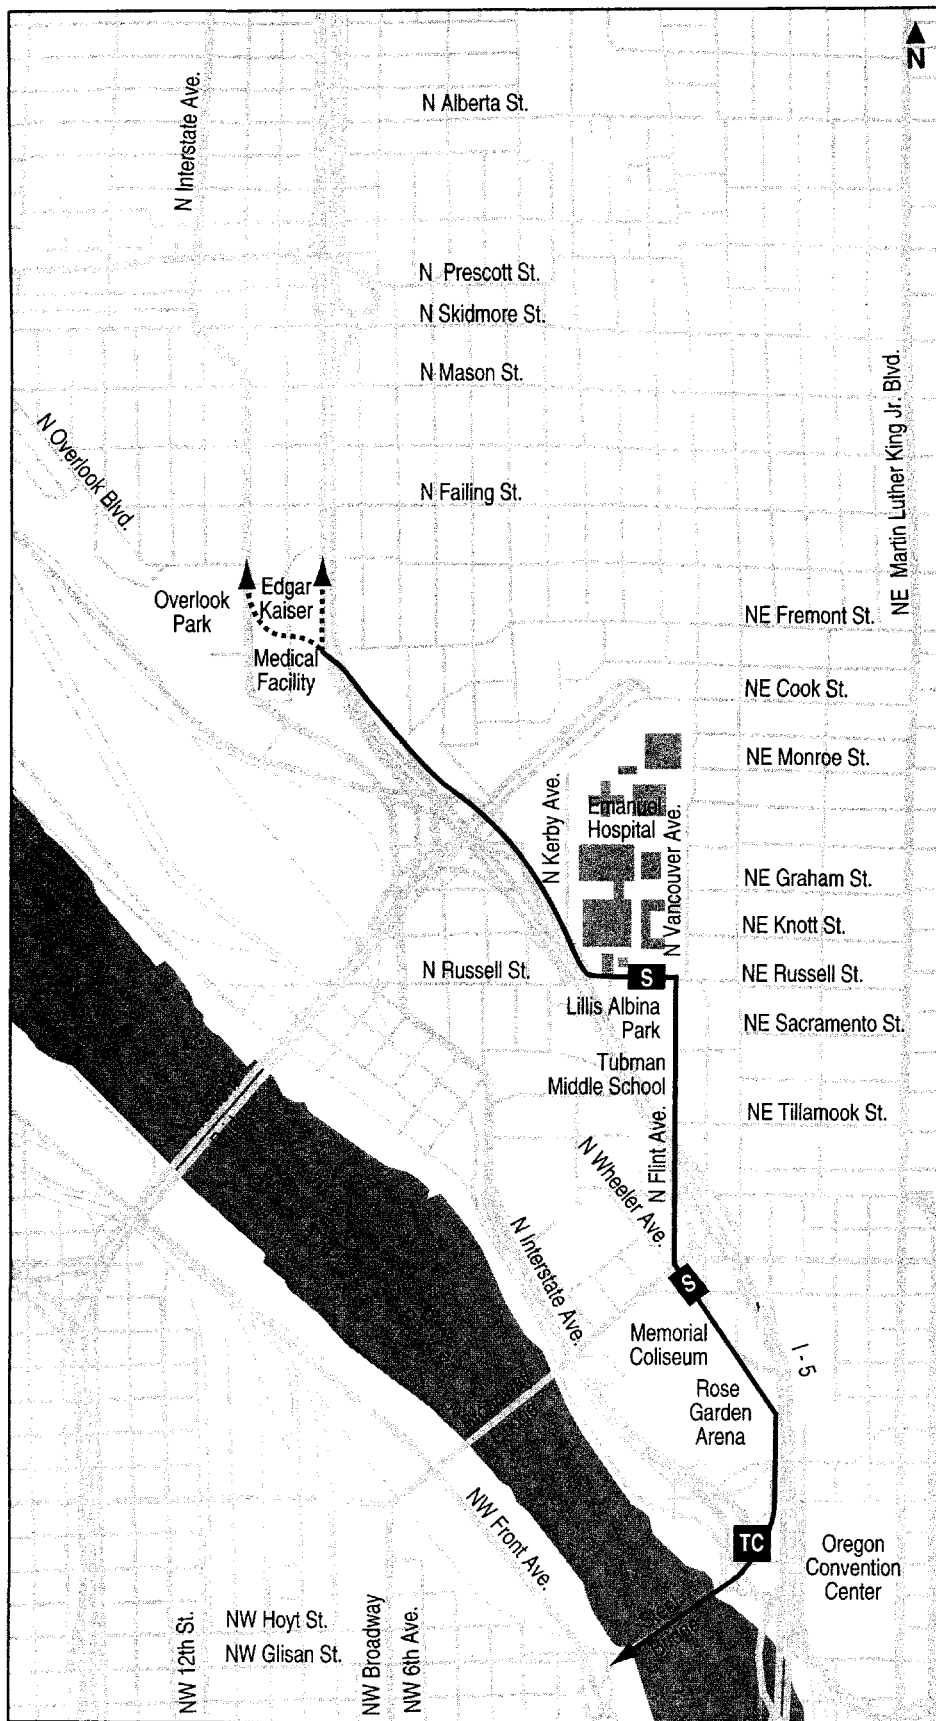 N
N Interstate Ave.
N Alberta St.
N Prescott St.
N Skidmore St.
N Mason St.
NE Martin Luther King Jr. Blvd.
N Overlook Blvd.
N Failing St.
Overlook
Park
Edgar
Kaiser
Medical
Facility
NE Fremont St.
NE Cook St.
NE Monroe St.
N Kerby Ave.
Emanuel
Hospital
N Vancouver Ave.
NE Graham St.
NE Knott St.
N Russell St.
S
NE Russell St.
Lillis Albina
Park
NE Sacramento St.
Tubman
Middle School
NE Tillamook St.
N Flint Ave.
N Wheeler Ave.
N Interstate Ave.
S
Memorial
Coliseum
I-5
Rose
Garden
Arena
NW Front Ave.
TC
Oregon
Convention
Center
Steel
Bridge
NW 12th St.
NW Hoyt St.
NW Glisan St.
NW Broadway
NW 6th Ave.